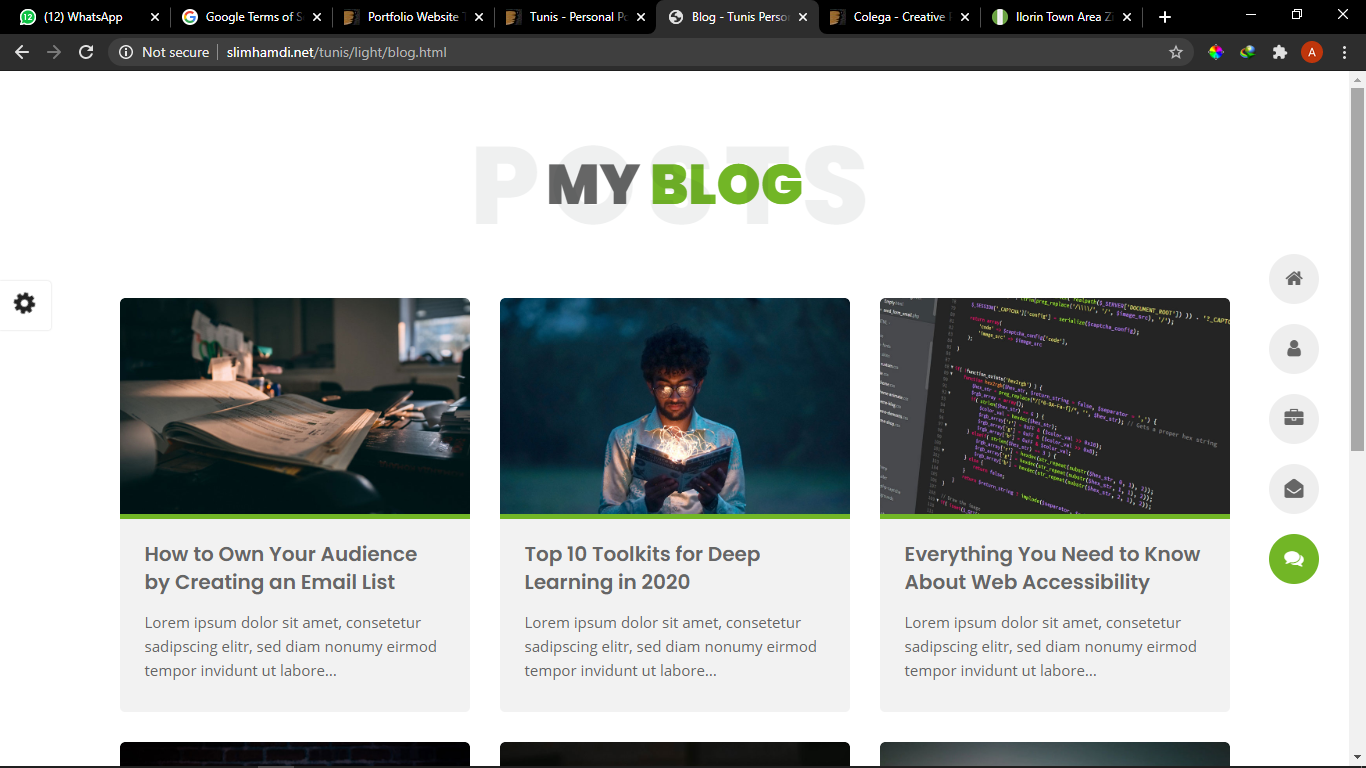 (12) WhatsApp
Google Terms of S
Portfolio Website T
Tunis - Personal Po
Blog - Tunis Perso
Colega - Creative
Ilorin Town Area Z
Not secure
slimhamdi.net/tunis/light/blog.html
A
POSTS
MY BLOG
How to Own Your Audience
by Creating an Email List
Lorem ipsum dolor sit amet, consetetur
sadipscing elitr, sed diam nonumy eirmod
tempor invidunt ut labore...
Top 10 Toolkits for Deep
Learning in 2020
Lorem ipsum dolor sit amet, consetetur
sadipscing elitr, sed diam nonumy eirmod
tempor invidunt ut labore...
Everything You Need to Know
About Web Accessibility
Lorem ipsum dolor sit amet, consetetur
sadipscing elitr, sed diam nonumy eirmod
tempor invidunt ut labore...